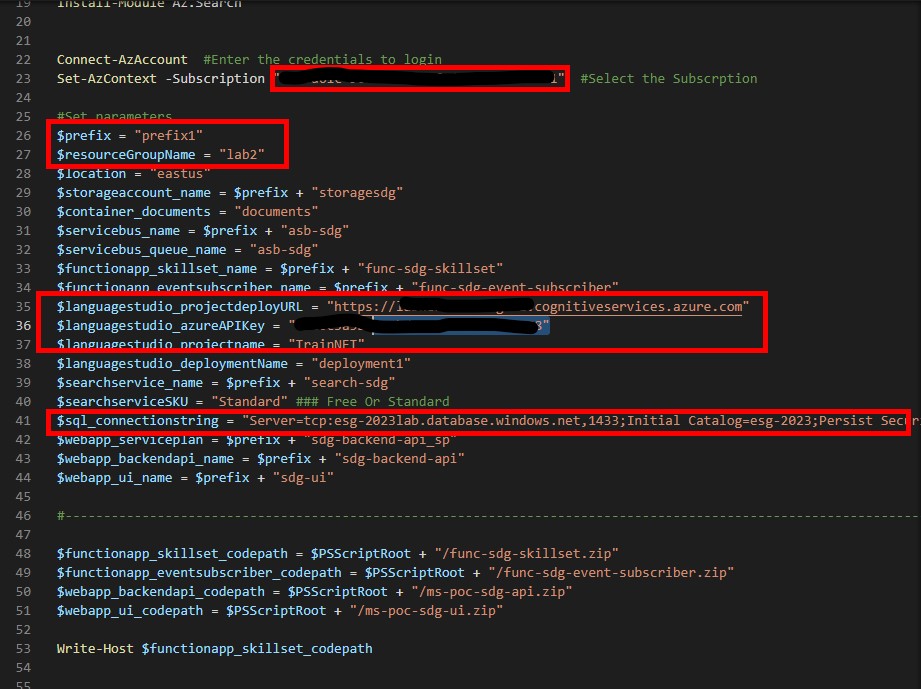 19 Install-Module Az.Search
20
21
22 Connect-AzAccount #Enter the credentials to login
23 Set-AzContext -Subscription " 1" #Select the Subscrption
24
25 #Set parameters
26 $prefix = "prefix1"
27 $resourceGroupName = "lab2"
28 $location = "eastus"
29 $storageaccount_name = $prefix + "storagesdg"
30 $container_documents = "documents"
31 $servicebus_name = $prefix + "asb-sdg"
32 $servicebus_queue_name = "asb-sdg"
33 $functionapp_skillset_name = $prefix + "func-sdg-skillset"
34 $functionapp_eventsubscriber_name = $prefix + "func-sdg-event-subscriber"
35 $languagestudio_projectdeployURL = "https:// cognitiveservices.azure.com"
36 $languagestudio_azureAPIKey = " 8"
37 $languagestudio_projectname = "TrainNET"
38 $languagestudio_deploymentName = "deployment1"
39 $searchservice_name = $prefix + "search-sdg"
40 $searchserviceSKU = "Standard" ### Free Or Standard
41 $sql_connectionstring = "Server=tcp:esg-2023lab.database.windows.net,1433;Initial Catalog=esg-2023;Persist Secur
42 $webapp_serviceplan = $prefix + "sdg-backend-api_sp"
43 $webapp_backendapi_name = $prefix + "sdg-backend-api"
44 $webapp_ui_name = $prefix + "sdg-ui"
45
46 #-----------------------------------------------------------------
47
48 $functionapp_skillset_codepath = $PSScriptRoot + "/func-sdg-skillset.zip"
49 $functionapp_eventsubscriber_codepath = $PSScriptRoot + "/func-sdg-event-subscriber.zip"
50 $webapp_backendapi_codepath = $PSScriptRoot + "/ms-poc-sdg-api.zip"
51 $webapp_ui_codepath = $PSScriptRoot + "/ms-poc-sdg-ui.zip"
52
53 Write-Host $functionapp_skillset_codepath
54
55